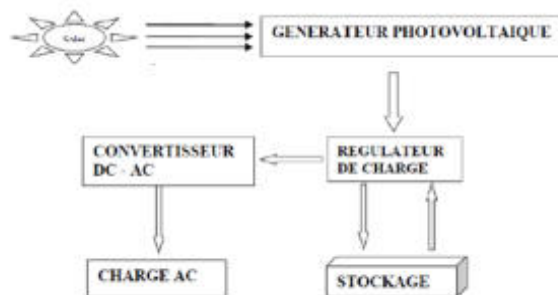 GENERATEUR PHOTOVOLTAIQUE
CONVERTISSEUR
DC - AC
REGULATEUR
DE CHARGE
CHARGE AC
STOCKAGE